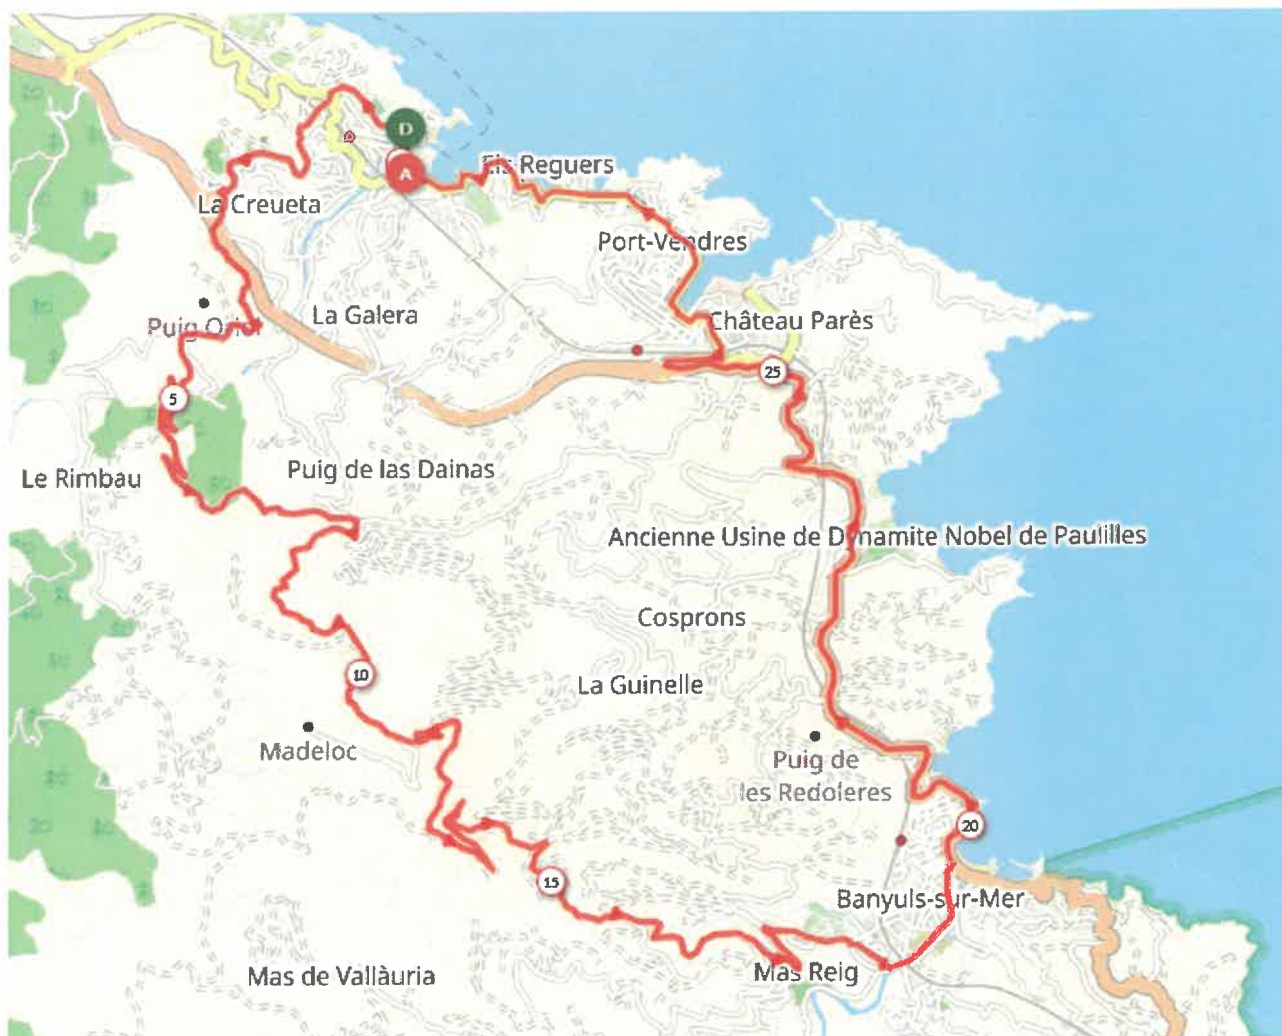 D
A
Els Reguers
La Creueta
Port-Vendres
Puig Oriol
La Galera
Château Parès
25
5
Le Rimbau
Puig de las Dainas
Ancienne Usine de Dynamite Nobel de Paulilles
Cosprons
10
La Guinelle
Madeloc
Puig de
les Redoleres
20
15
Banyuls-sur-Mer
Mas de Vallàuria
Mas Reig